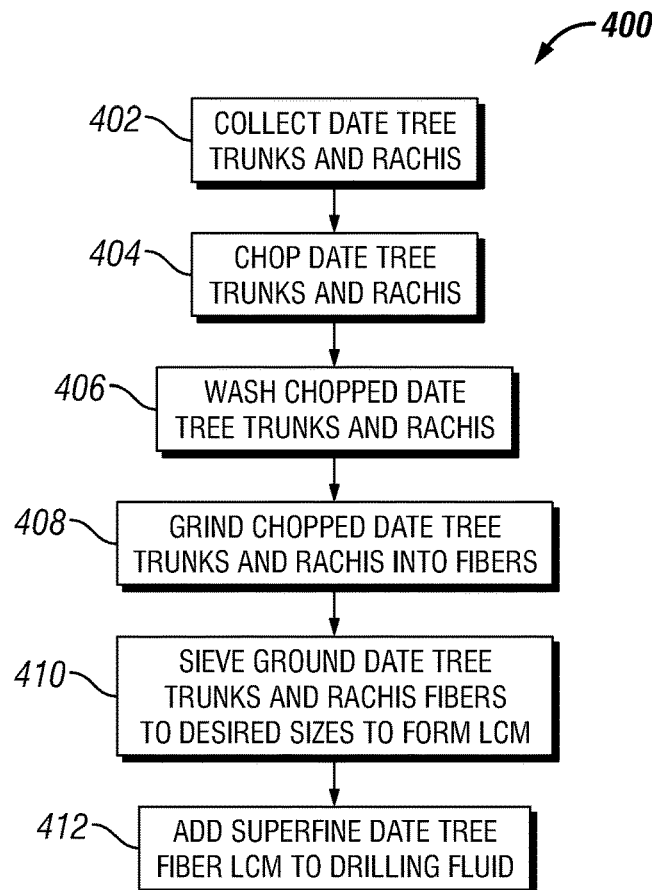 400
402
COLLECT DATE TREE
TRUNKS AND RACHIS
404
CHOP DATE TREE
TRUNKS AND RACHIS
406
WASH CHOPPED DATE
TREE TRUNKS AND RACHIS
408
GRIND CHOPPED DATE TREE
TRUNKS AND RACHIS INTO FIBERS
410
SIEVE GROUND DATE TREE
TRUNKS AND RACHIS FIBERS
TO DESIRED SIZES TO FORM LCM
412
ADD SUPERFINE DATE TREE
FIBER LCM TO DRILLING FLUID